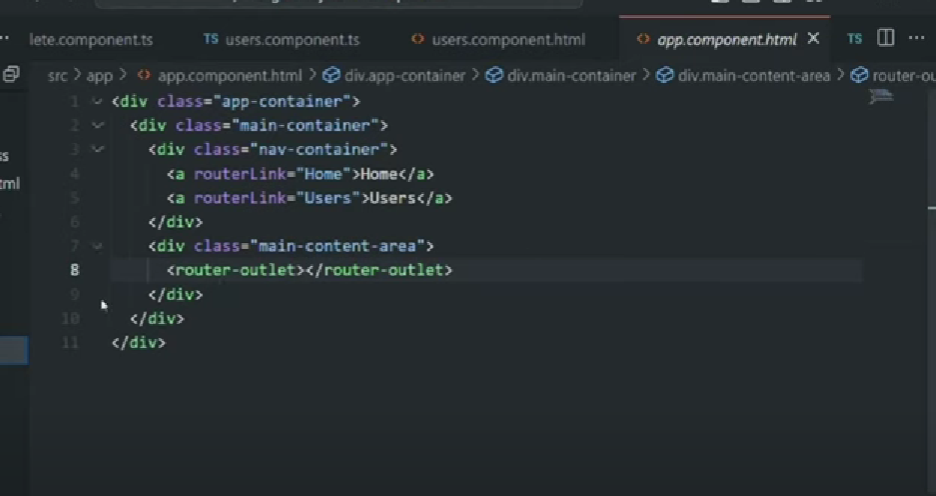 lete.component.ts TS users.component.ts <> users.component.html <> app.component.html × TS ...
src > app > <> app.component.html > div.app-container > div.main-container > div.main-content-area > router-ou
1 <div class="app-container">
2 <div class="main-container">
3 <div class="nav-container">
4 <a routerLink="Home">Home</a>
5 <a routerLink="Users">Users</a>
6 </div>
7 <div class="main-content-area">
8 <router-outlet></router-outlet>
9 </div>
10 </div>
11 </div>
ss
tml